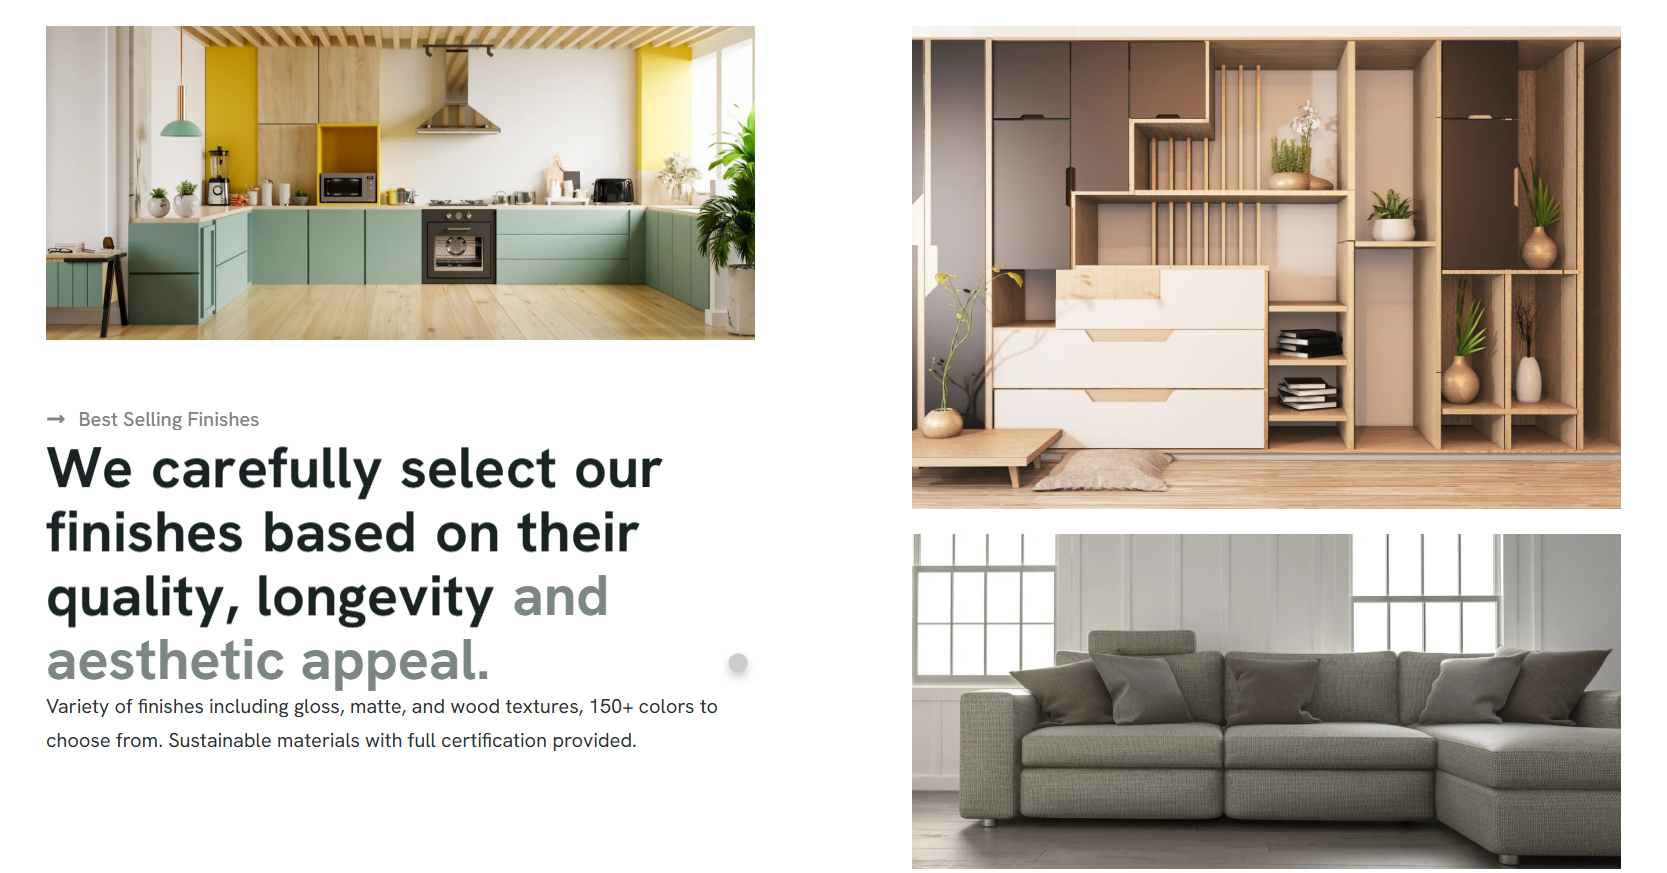 Best Selling Finishes
We carefully select our
finishes based on their
quality, longevity and
aesthetic appeal.
Variety of finishes including gloss, matte, and wood textures, 150+ colors to
choose from. Sustainable materials with full certification provided.